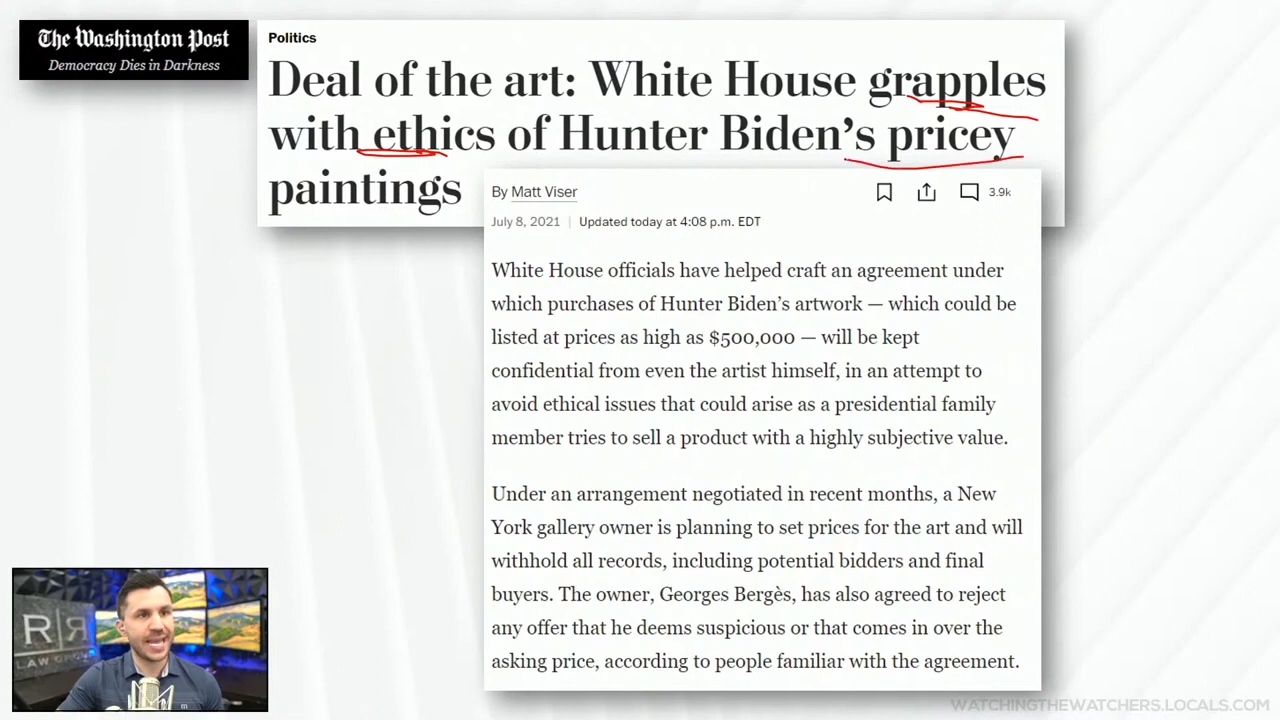 The Washington Post
Democracy Dies in Darkness
Politics
Deal of the art: White House grapples
with ethics of Hunter Biden's pricey
paintings
By Matt Viser
3.9k
July 8, 2021 | Updated today at 4:08 p.m. EDT
White House officials have helped craft an agreement under
which purchases of Hunter Biden's artwork — which could be
listed at prices as high as $500,000 — will be kept
confidential from even the artist himself, in an attempt to
avoid ethical issues that could arise as a presidential family
member tries to sell a product with a highly subjective value.
Under an arrangement negotiated in recent months, a New
York gallery owner is planning to set prices for the art and will
withhold all records, including potential bidders and final
buyers. The owner, Georges Bergès, has also agreed to reject
any offer that he deems suspicious or that comes in over the
asking price, according to people familiar with the agreement.
R R
LAW GRO
WATCHINGTHEWATCHERS.LOCALS.COM